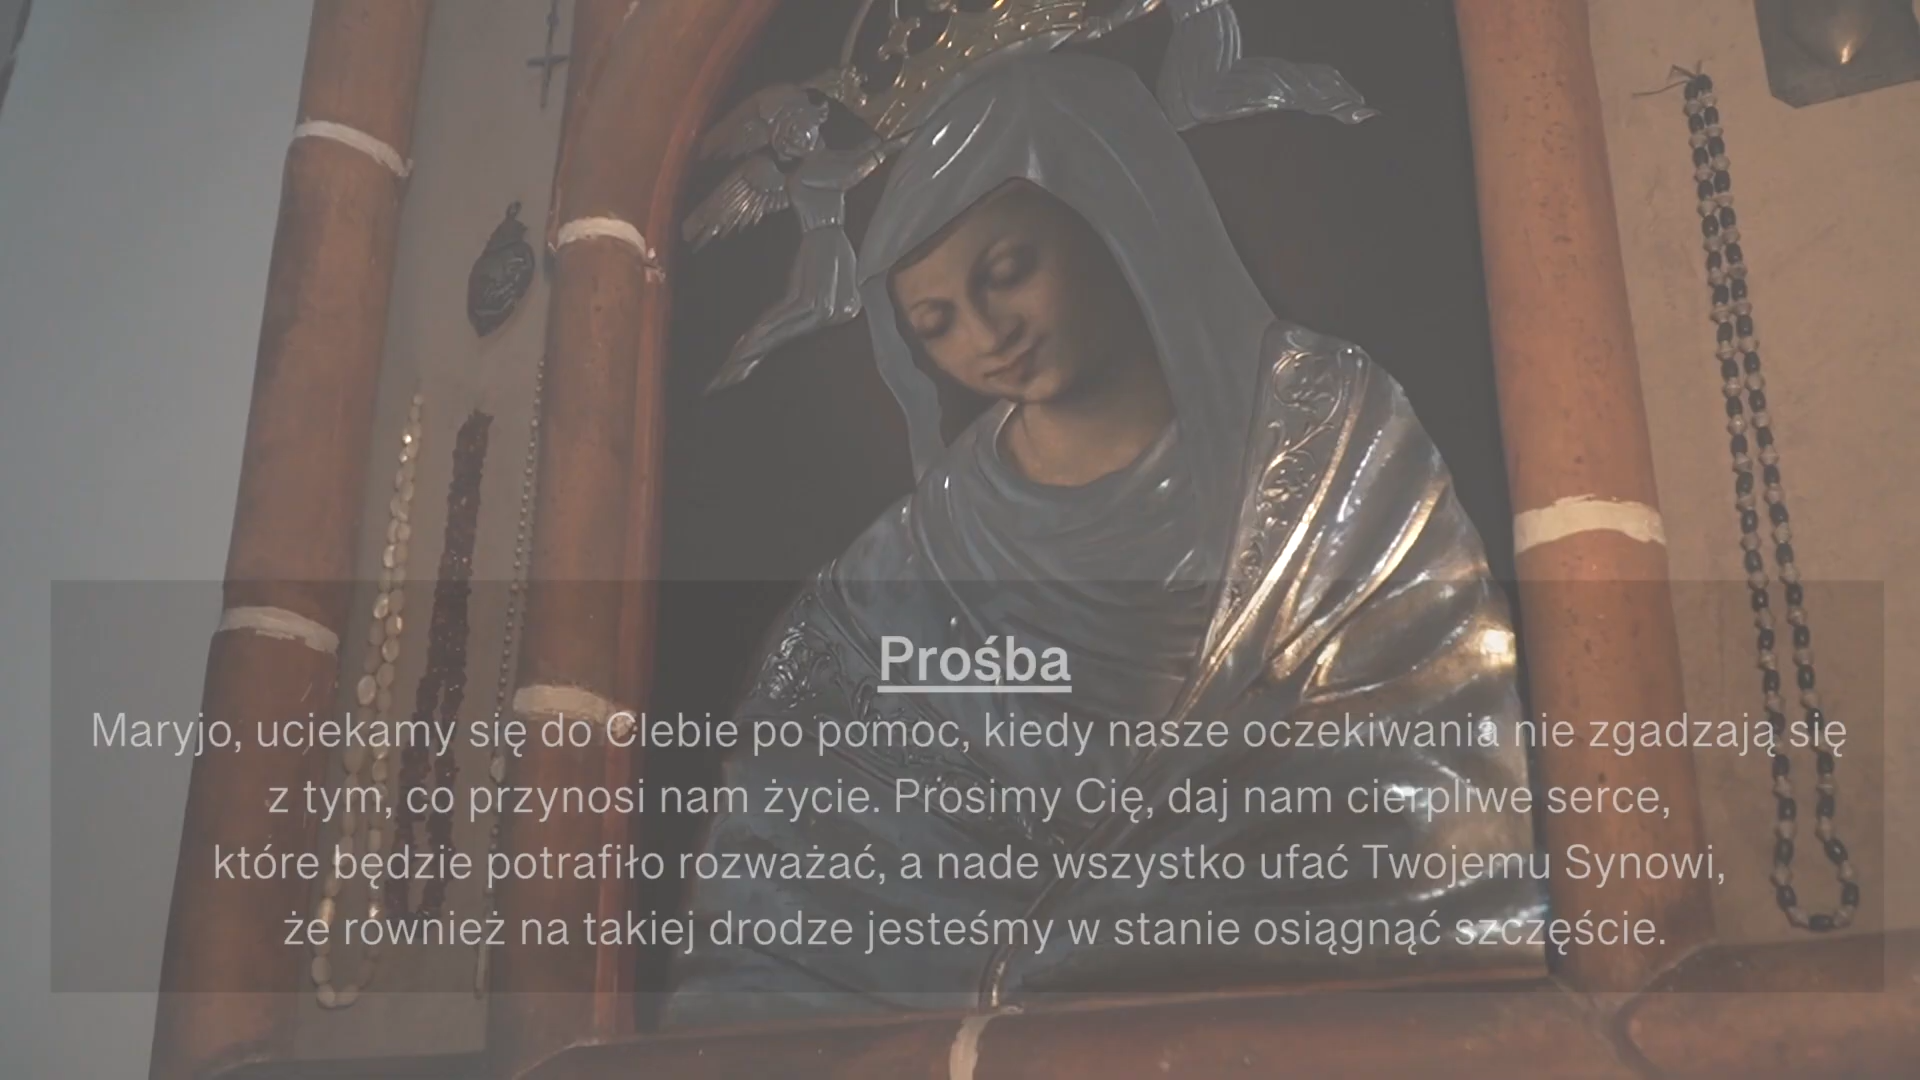 Prośba
Maryjo, uciekamy się do Clebie po pomoc, kiedy nasze oczekiwania nie zgadzają się
z tym, co przynosi nam życie. Prosimy Cię, daj nam cierpliwe serce,
które będzie potrafiło rozważać, a nade wszystko ufać Twojemu Synowi,
że również na takiej drodze jesteśmy w stanie osiągnąć szczęście.